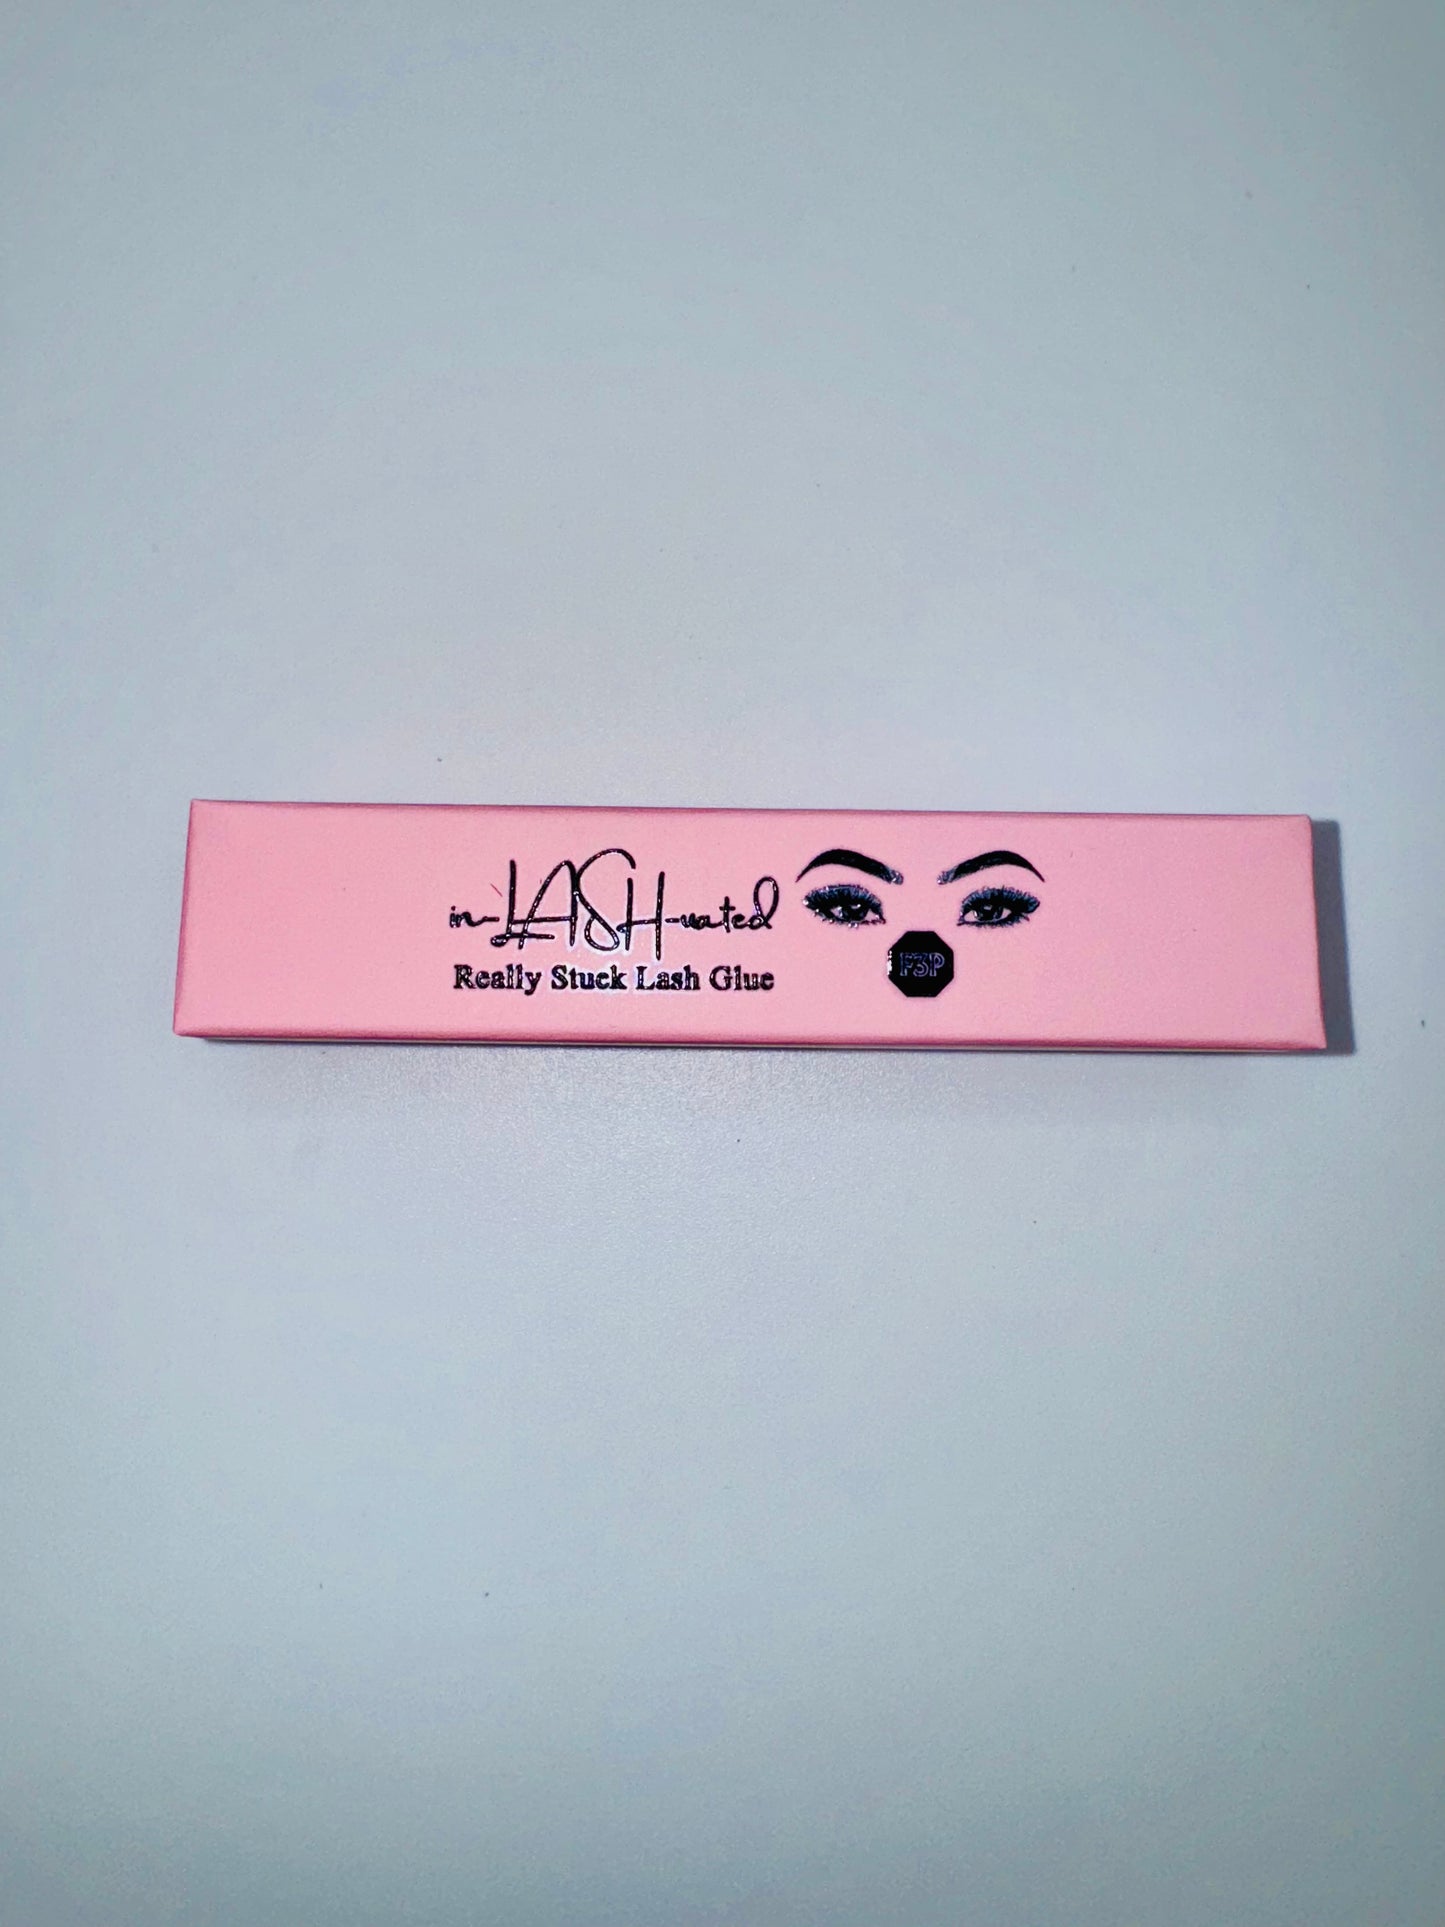 in-LASH-uated
Really Stuck Lash Glue
F3P